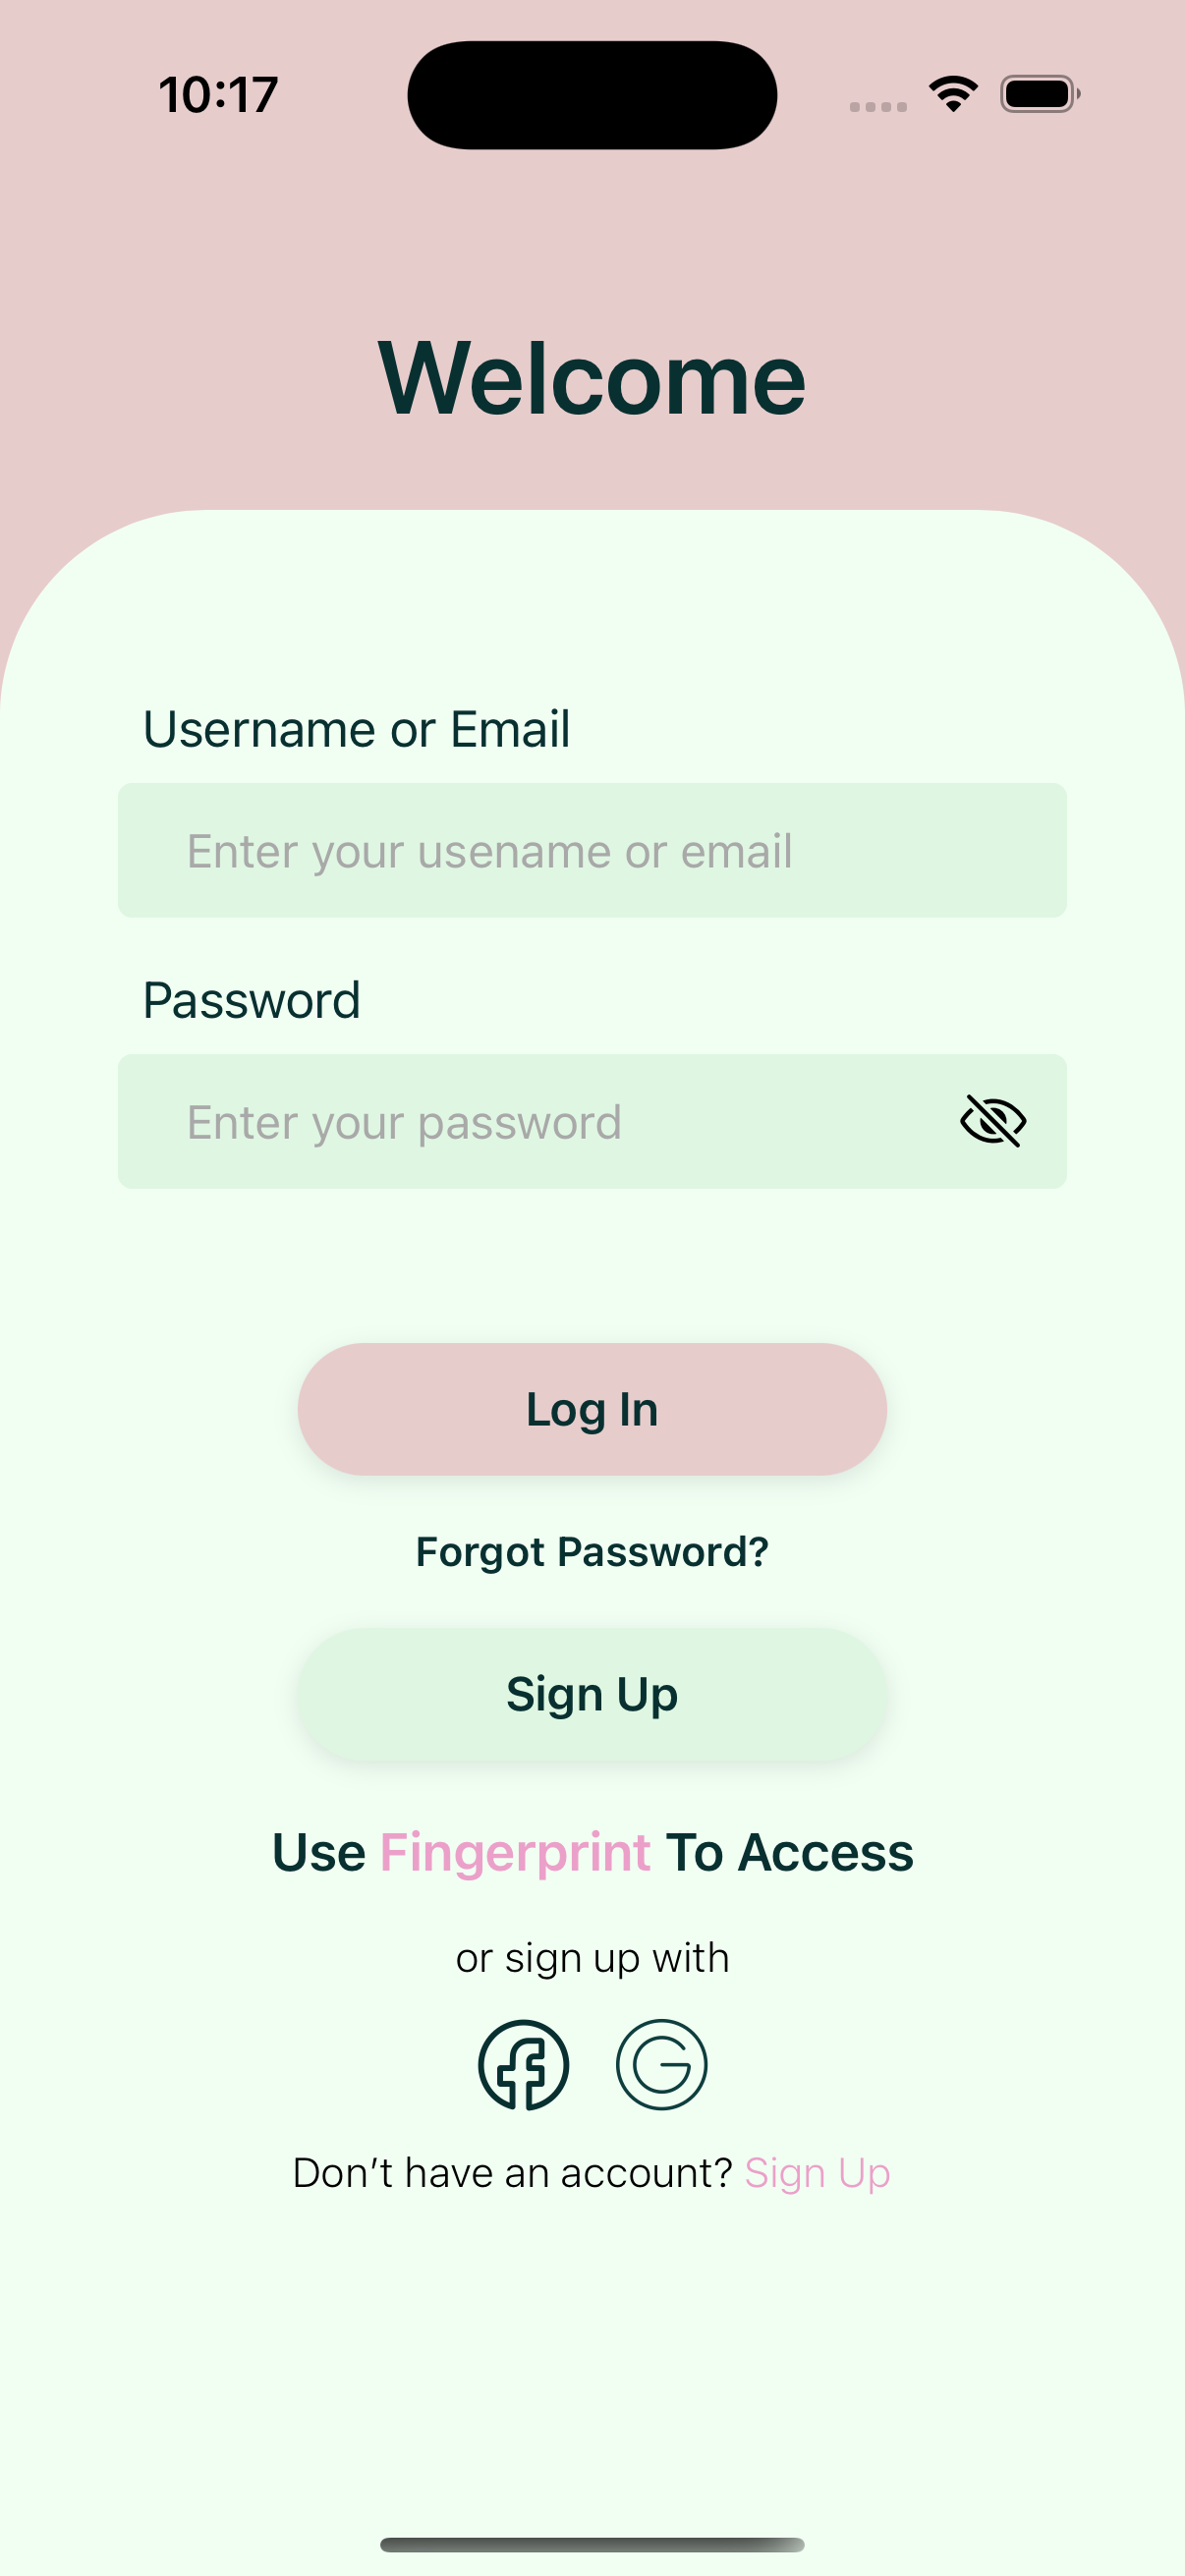 10:17
Welcome
Username or Email
Enter your usename or email
Password
Enter your password
Log In
Forgot Password?
Sign Up
Use Fingerprint To Access
or sign up with
Don't have an account? Sign Up